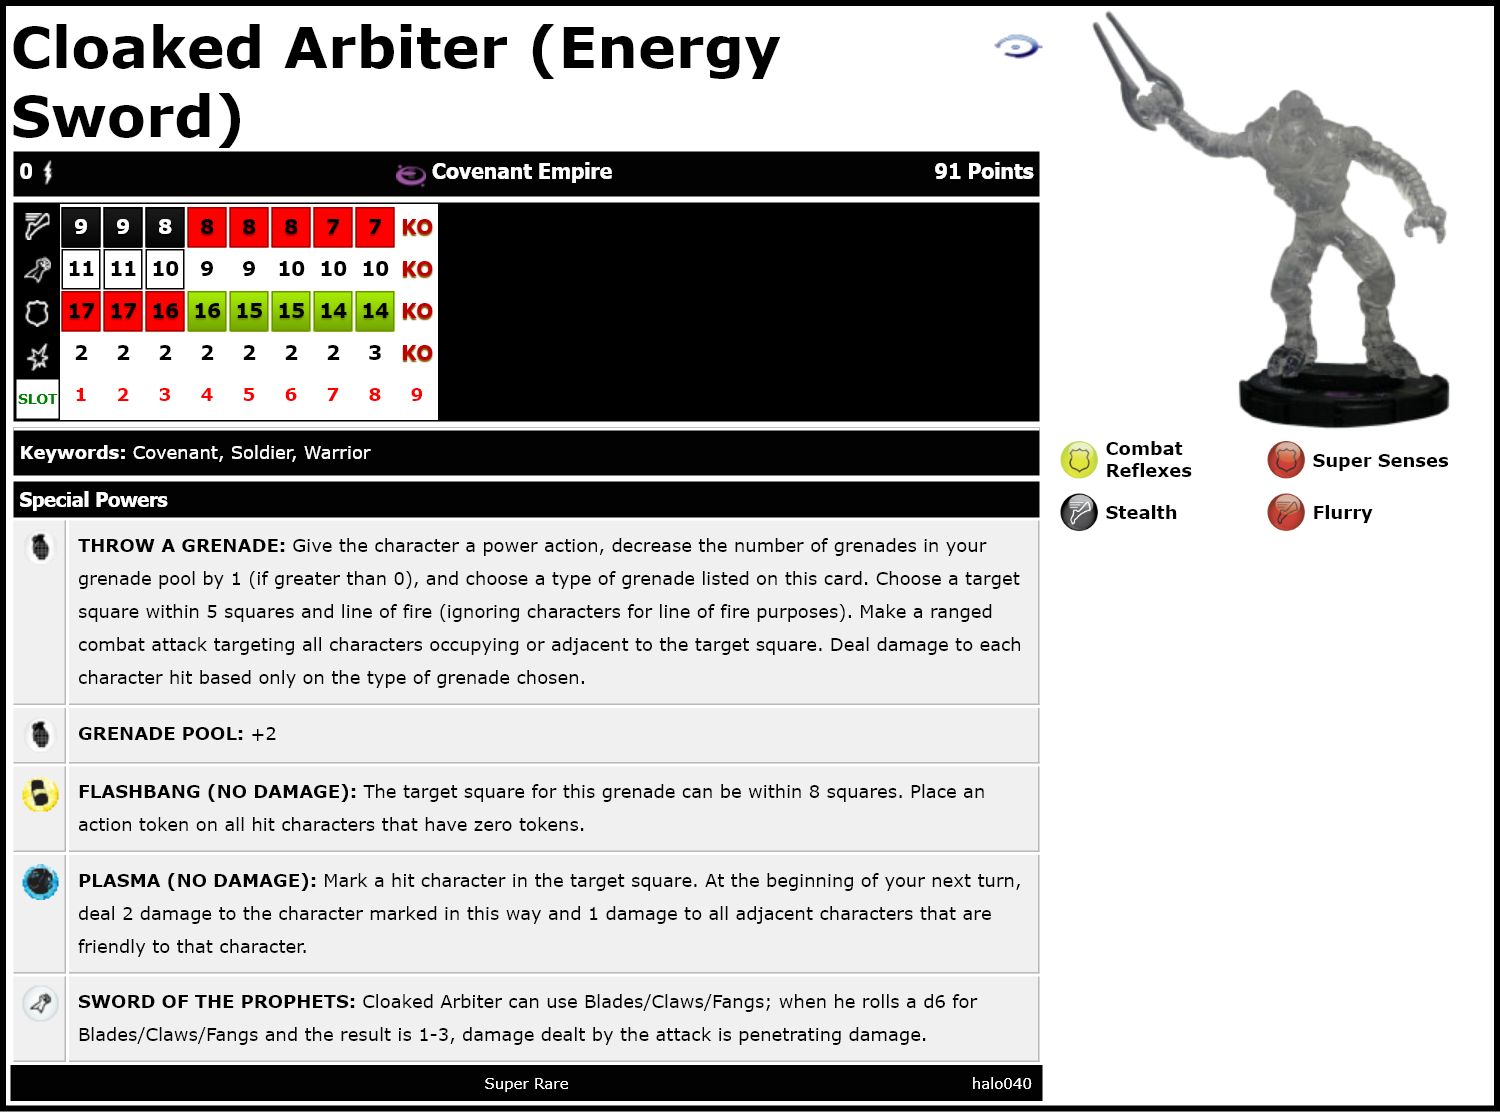 Cloaked Arbiter (Energy
Sword)
0 Covenant Empire 91 Points
9 9 8 8 8 8 7 7 KO
11 11 10 9 9 10 10 10 KO
17 17 16 16 15 15 14 14 KO
2 2 2 2 2 2 2 3 KO
SLOT 1 2 3 4 5 6 7 8 9
Keywords: Covenant, Soldier, Warrior
Special Powers
THROW A GRENADE: Give the character a power action, decrease the number of grenades in your
grenade pool by 1 (if greater than 0), and choose a type of grenade listed on this card. Choose a target
square within 5 squares and line of fire (ignoring characters for line of fire purposes). Make a ranged
combat attack targeting all characters occupying or adjacent to the target square. Deal damage to each
character hit based only on the type of grenade chosen.
GRENADE POOL: +2
FLASHBANG (NO DAMAGE): The target square for this grenade can be within 8 squares. Place an
action token on all hit characters that have zero tokens.
PLASMA (NO DAMAGE): Mark a hit character in the target square. At the beginning of your next turn,
deal 2 damage to the character marked in this way and 1 damage to all adjacent characters that are
friendly to that character.
SWORD OF THE PROPHETS: Cloaked Arbiter can use Blades/Claws/Fangs; when he rolls a d6 for
Blades/Claws/Fangs and the result is 1-3, damage dealt by the attack is penetrating damage.
Super Rare halo040
Combat
Reflexes
Super Senses
Stealth
Flurry